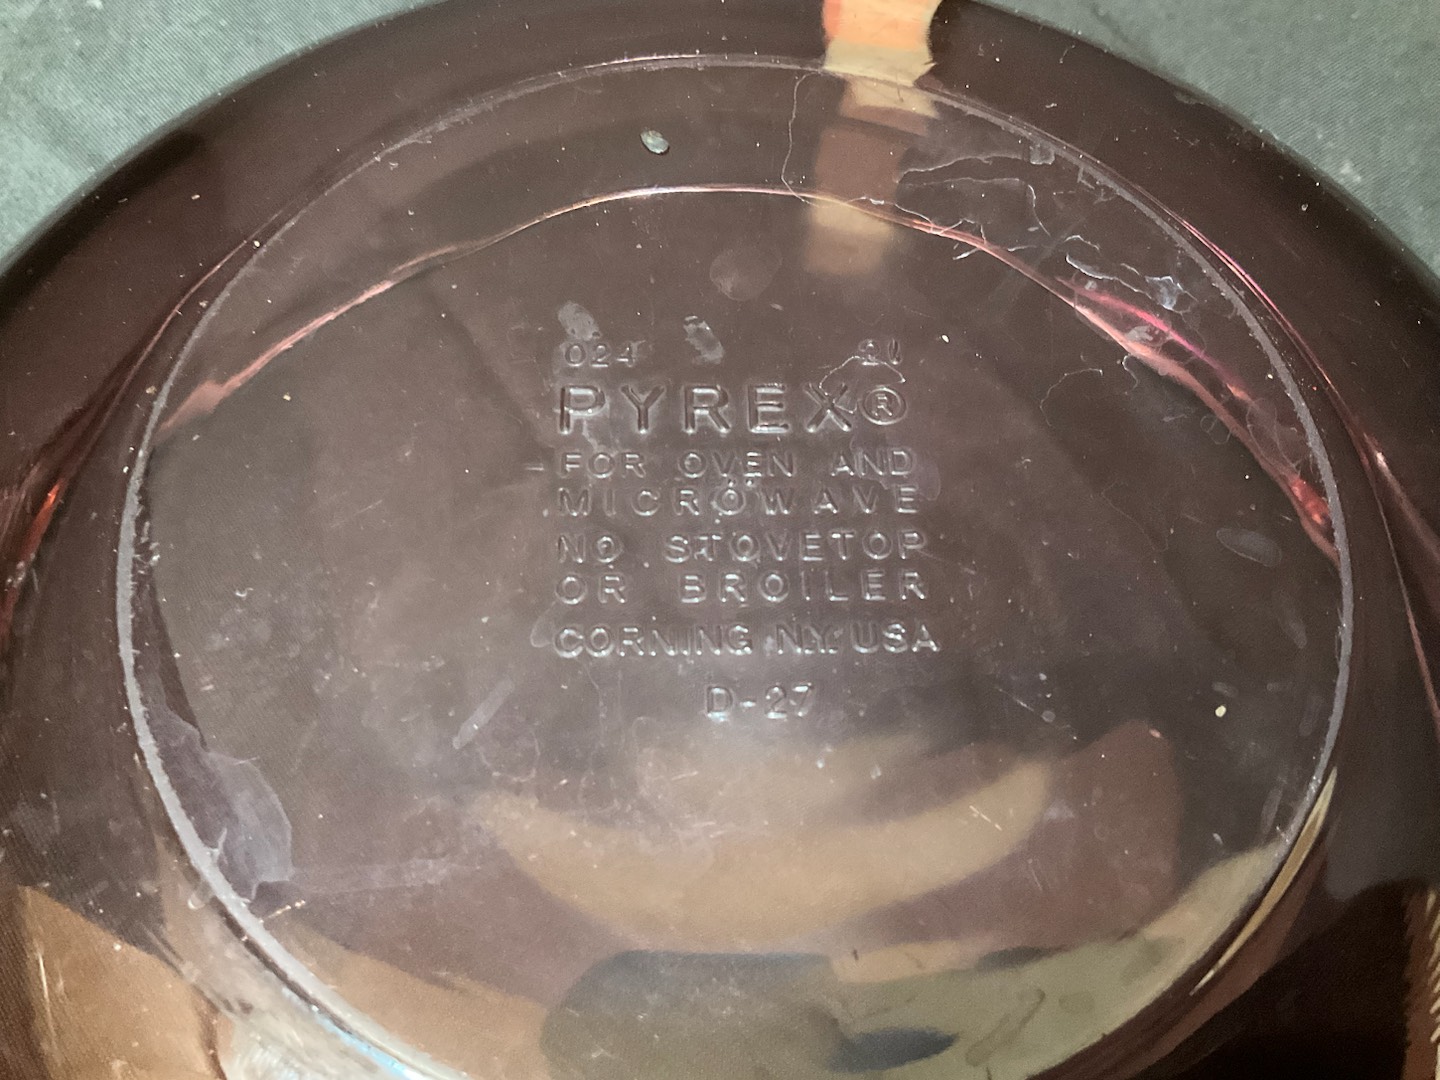 024
PYREX®
FOR OVEN AND
MICROWAVE
NO STOVETOP
OR BROILER
CORNING N.Y. USA
D-27